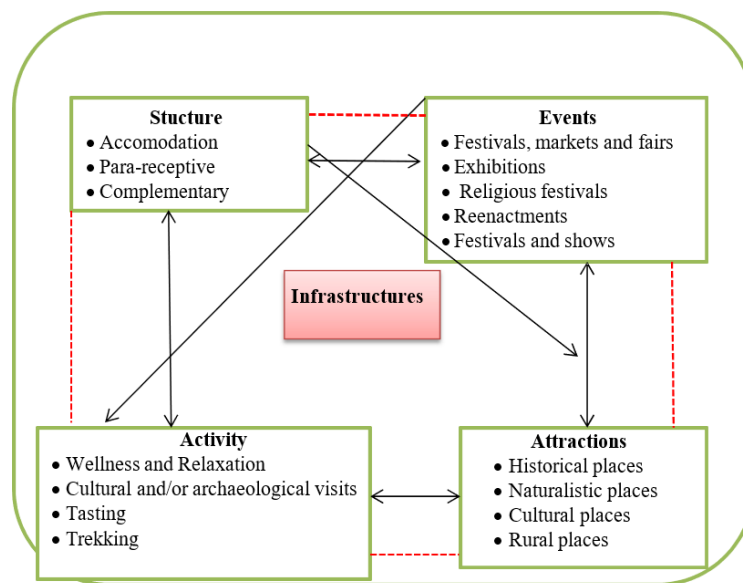 Stucture
• Accomodation
• Para-receptive
• Complementary
Events
• Festivals, markets and fairs
• Exhibitions
• Religious festivals
• Reenactments
• Festivals and shows
Infrastructures
Activity
• Wellness and Relaxation
• Cultural and/or archaeological visits
• Tasting
• Trekking
Attractions
• Historical places
• Naturalistic places
• Cultural places
• Rural places